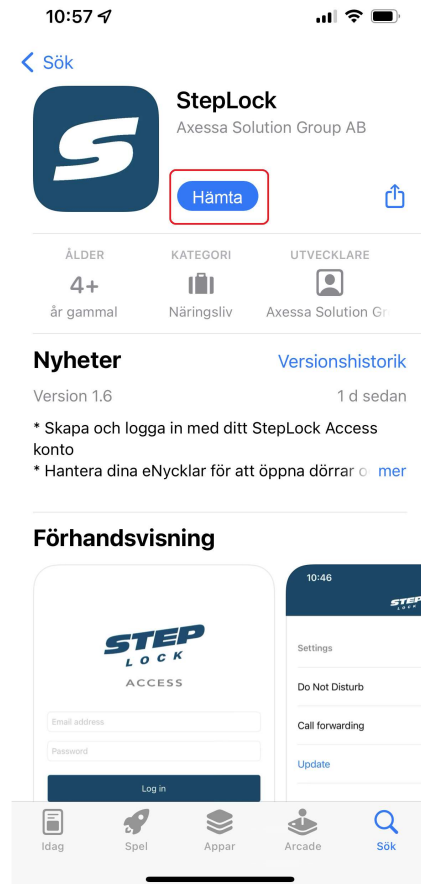 10:57
Sök
StepLock
Axessa Solution Group AB
Hämta
ÅLDER
KATEGORI
UTVECKLARE
4+
år gammal
Näringsliv
Axessa Solution Gr
Nyheter
Versionshistorik
Version 1.6
1 d sedan
* Skapa och logga in med ditt StepLock Access
konto
* Hantera dina eNycklar för att öppna dörrar o mer
Förhandsvisning
STEP
LOCK
ACCESS
Email address
Password
Log in
10:46
STEP
LOCK
Settings
Do Not Disturb
Call forwarding
Update
Idag
Spel
Appar
Arcade
Sök